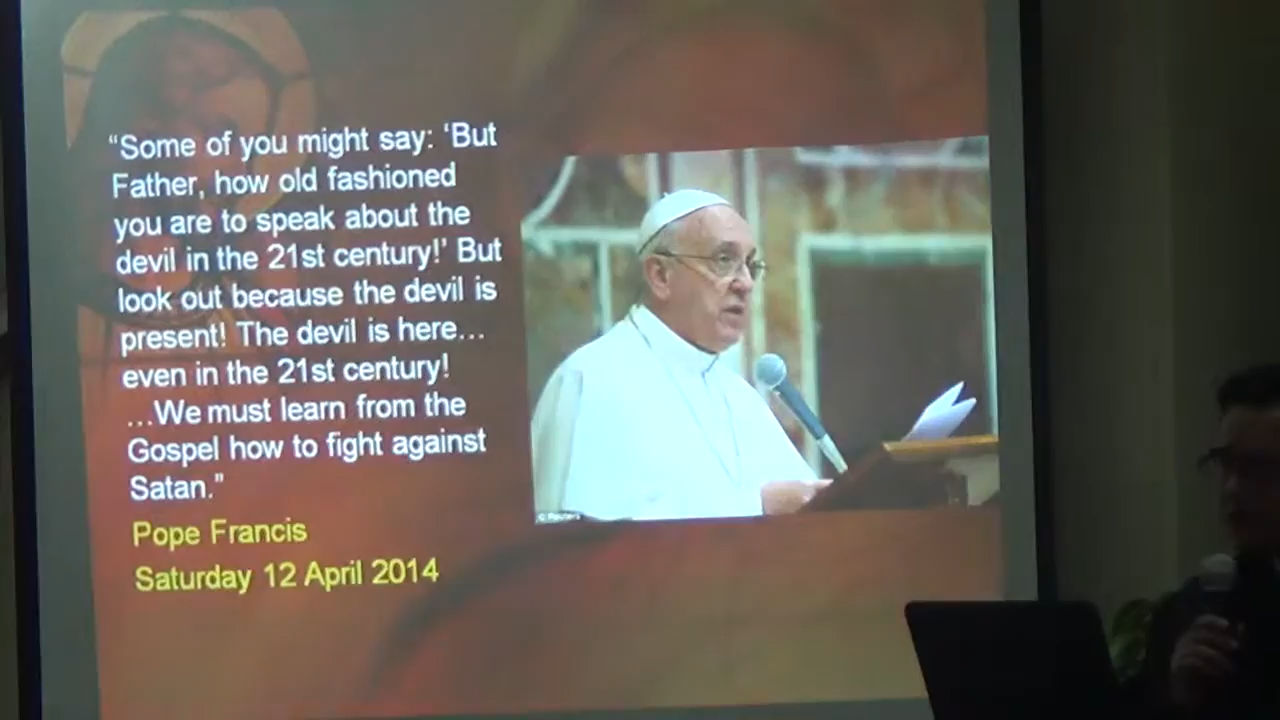 “Some of you might say: ‘But
Father, how old fashioned
you are to speak about the
devil in the 21st century!’ But
look out because the devil is
present! The devil is here…
even in the 21st century!
…We must learn from the
Gospel how to fight against
Satan.”
Pope Francis
Saturday 12 April 2014
© Reuters